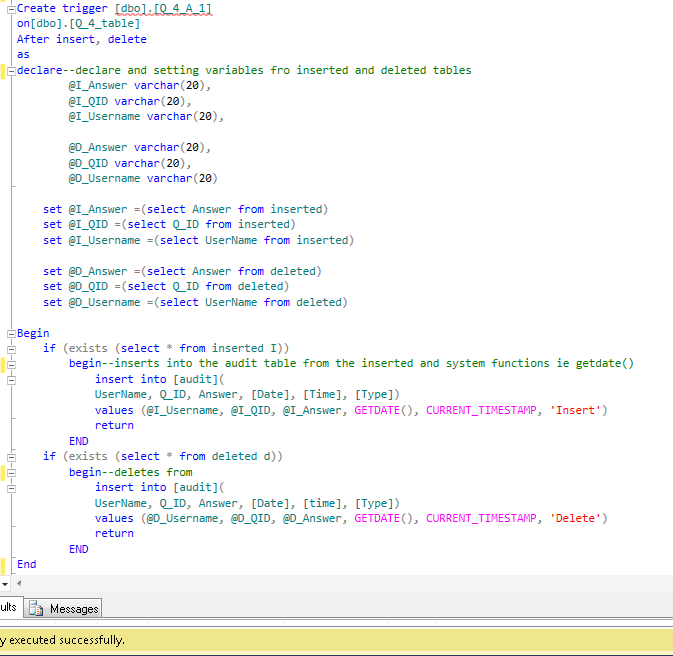 Create trigger [dbo].[Q_4_A_1]
on[dbo].[Q_4_table]
After insert, delete
as
declare--declare and setting variables fro inserted and deleted tables
@I_Answer varchar(20),
@I_QID varchar(20),
@I_Username varchar(20),
@D_Answer varchar(20),
@D_QID varchar(20),
@D_Username varchar(20)
set @I_Answer =(select Answer from inserted)
set @I_QID =(select Q_ID from inserted)
set @I_Username =(select UserName from inserted)
set @D_Answer =(select Answer from deleted)
set @D_QID =(select Q_ID from deleted)
set @D_Username =(select UserName from deleted)
Begin
if (exists (select * from inserted I))
begin--inserts into the audit table from the inserted and system functions ie getdate()
insert into [audit](
UserName, Q_ID, Answer, [Date], [Time], [Type])
values (@I_Username, @I_QID, @I_Answer, GETDATE(), CURRENT_TIMESTAMP, 'Insert')
return
END
if (exists (select * from deleted d))
begin--deletes from
insert into [audit](
UserName, Q_ID, Answer, [Date], [time], [Type])
values (@D_Username, @D_QID, @D_Answer, GETDATE(), CURRENT_TIMESTAMP, 'Delete')
return
END
End
ults Messages
y executed successfully.